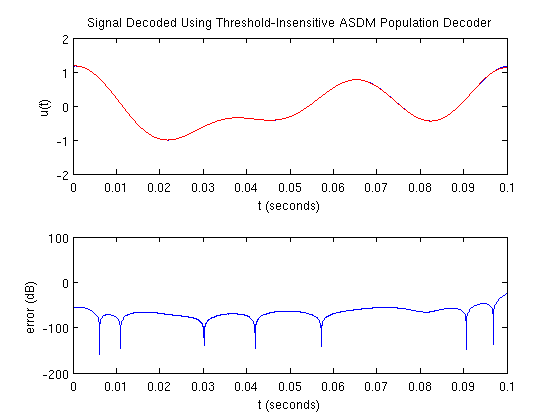 Signal Decoded Using Threshold-Insensitive ASDM Population Decoder
2
1
0
-1
-2
u(t)
0 0.01 0.02 0.03 0.04 0.05 0.06 0.07 0.08 0.09 0.1
t (seconds)
100
0
-100
-200
error (dB)
0 0.01 0.02 0.03 0.04 0.05 0.06 0.07 0.08 0.09 0.1
t (seconds)